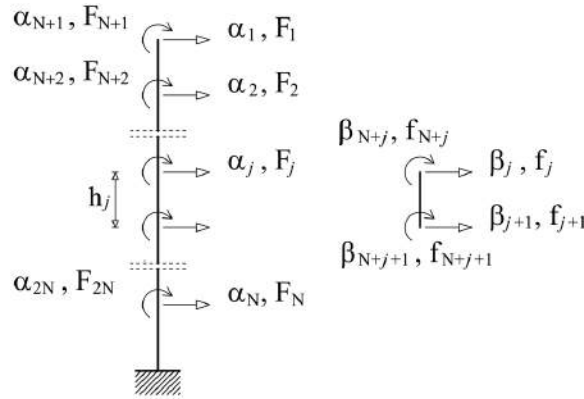 α_{N+1}, F_{N+1}
α_1, F_1
α_{N+2}, F_{N+2}
α_2, F_2
α_j, F_j
h_j
α_{2N}, F_{2N}
α_N, F_N
β_{N+j}, f_{N+j}
β_j, f_j
β_{j+1}, f_{j+1}
β_{N+j+1}, f_{N+j+1}